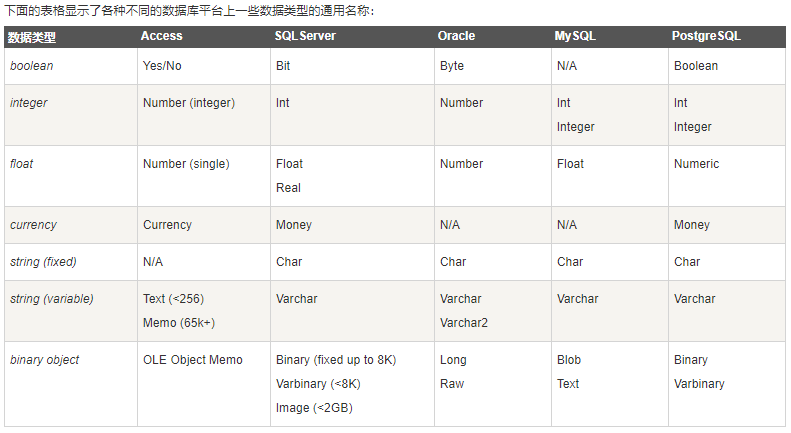 下面的表格显示了各种不同的数据库平台上一些数据类型的通用名称：
数据类型 Access SQLServer Oracle MySQL PostgreSQL
boolean Yes/No Bit Byte N/A Boolean
integer Number (integer) Int Number Int Int
Integer Integer
float Number (single) Float Number Float Numeric
Real
currency Currency Money N/A N/A Money
string (fixed) N/A Char Char Char Char
string (variable) Text (<256) Varchar Varchar Varchar Varchar
Memo (65k+) Varchar2
binary object OLE Object Memo Binary (fixed up to 8K) Long Blob Binary
Varbinary (<8K) Raw Text Varbinary
Image (<2GB)